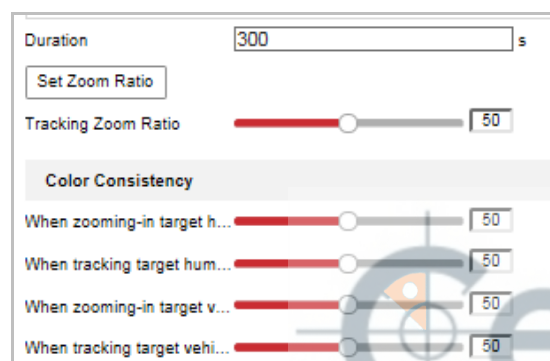 Duration 300 s
Set Zoom Ratio
Tracking Zoom Ratio 50
Color Consistency
When zooming-in target h... 50
When tracking target hum... 50
When zooming-in target v... 50
When tracking target vehi... 50